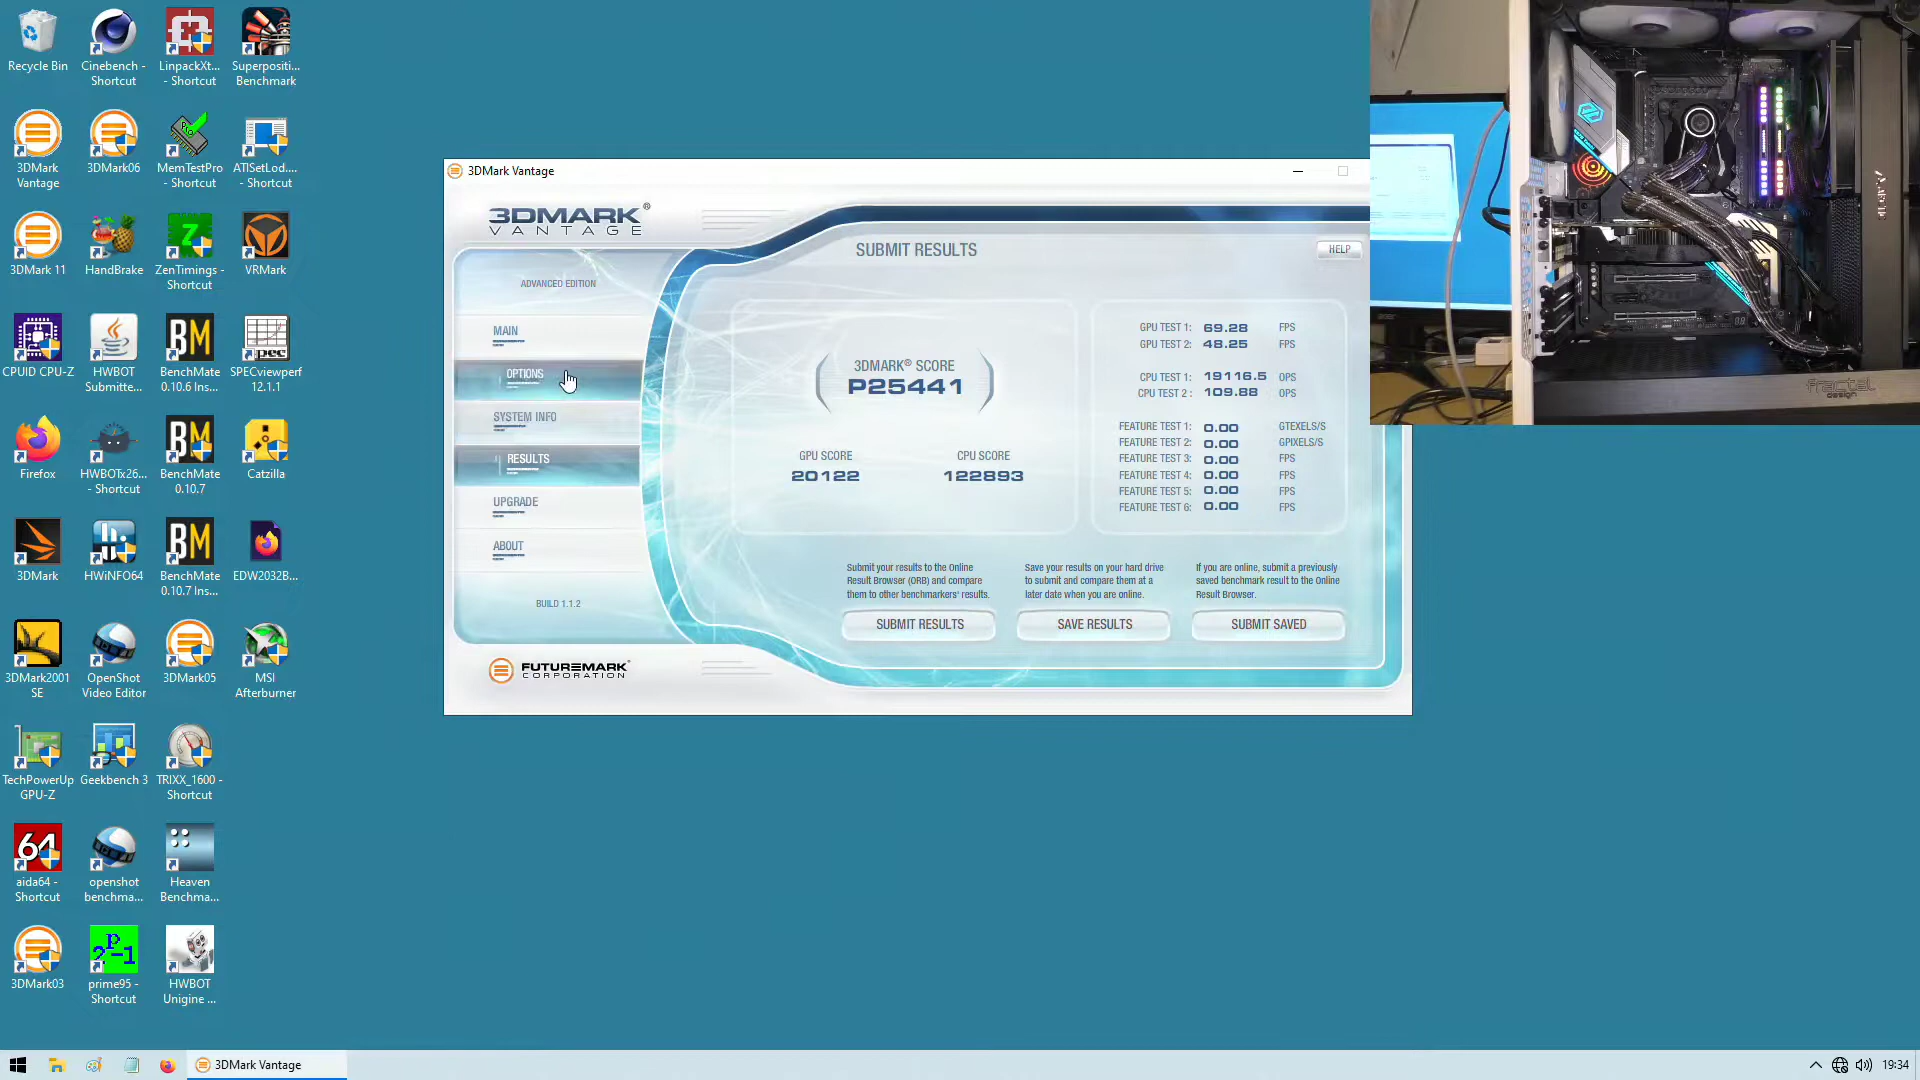 Recycle Bin
Cinebench - Shortcut
LinpackXt... - Shortcut
Superpositi... Benchmark
3DMark Vantage
3DMark06
MemTestPro - Shortcut
ATISetLod.... - Shortcut
3DMark 11
HandBrake
ZenTimings - Shortcut
VRMark
CPUID CPU-Z
HWBOT Submitte...
BenchMate 0.10.6 Ins...
SPECviewperf 12.1.1
Firefox
HWBOTx26... - Shortcut
BenchMate 0.10.7
Catzilla
3DMark
HWiNFO64
BenchMate 0.10.7 Ins...
EDW2032B...
3DMark2001 SE
OpenShot Video Editor
3DMark05
MSI Afterburner
TechPowerUp GPU-Z
Geekbench 3
TRIXX_1600 - Shortcut
aida64 - Shortcut
openshot benchma...
Heaven Benchma...
3DMark03
prime95 - Shortcut
HWBOT Unigine ...
3DMark Vantage
3DMARK®
VANTAGE
SUBMIT RESULTS
HELP
ADVANCED EDITION
MAIN
OPTIONS
SYSTEM INFO
RESULTS
UPGRADE
ABOUT
BUILD 1.1.2
FUTUREMARK
CORPORATION
3DMARK® SCORE
P25441
GPU SCORE
20122
CPU SCORE
122893
GPU TEST 1: 69.28 FPS
GPU TEST 2: 48.25 FPS
CPU TEST 1: 19116.5 OPS
CPU TEST 2 : 109.88 OPS
FEATURE TEST 1: 0.00 GTEXELS/S
FEATURE TEST 2: 0.00 GPIXELS/S
FEATURE TEST 3: 0.00 FPS
FEATURE TEST 4: 0.00 FPS
FEATURE TEST 5: 0.00 FPS
FEATURE TEST 6: 0.00 FPS
Submit your results to the Online
Result Browser (ORB) and compare
them to other benchmarkers' results.
SUBMIT RESULTS
Save your results on your hard drive
to submit and compare them at a
later date when you are online.
SAVE RESULTS
If you are online, submit a previously
saved benchmark result to the Online
Result Browser.
SUBMIT SAVED
fractal
design
3DMark Vantage
19:34